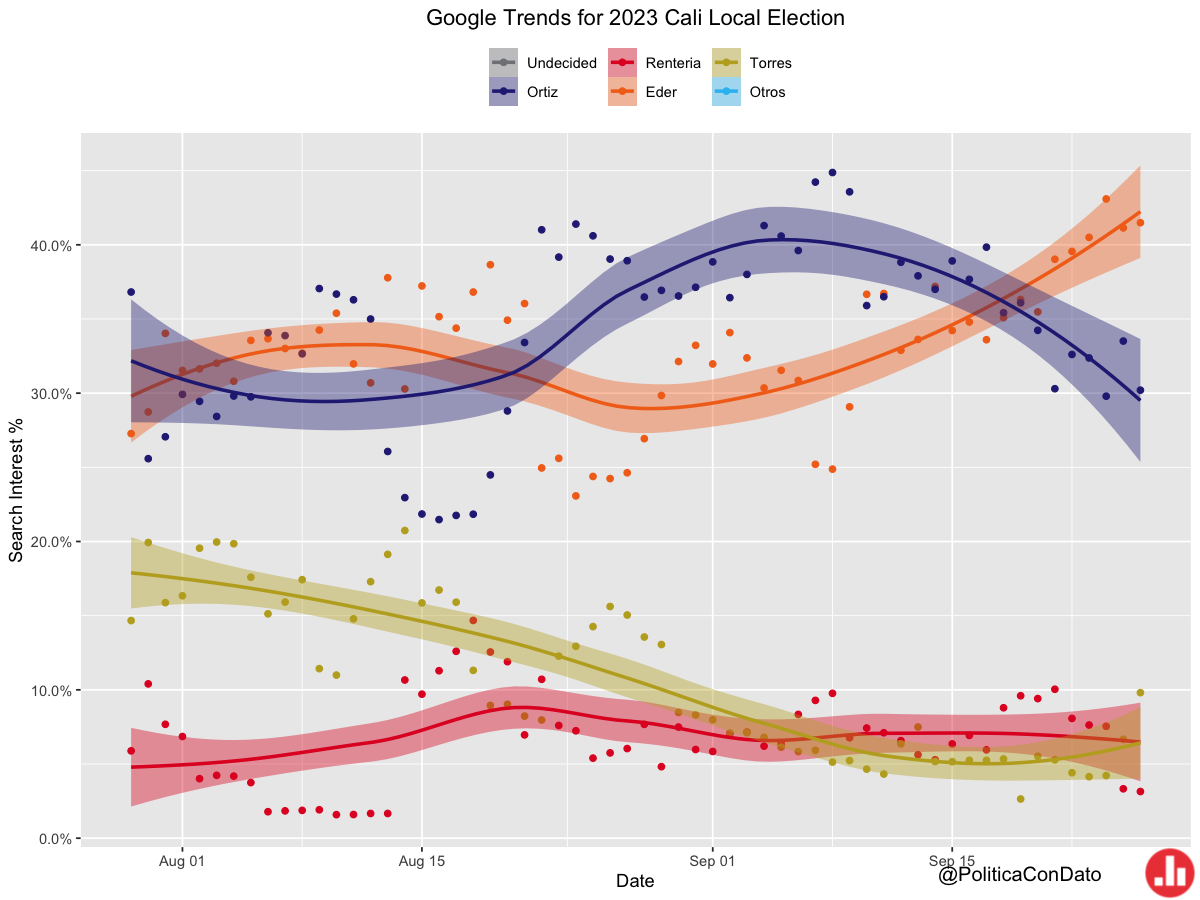 Google Trends for 2023 Cali Local Election
Undecided Renteria Torres
Ortiz Eder Otros
Search Interest %
40.0%
30.0%
20.0%
10.0%
0.0%
Aug 01 Aug 15 Sep 01 Sep 15
Date
@PoliticaConDato